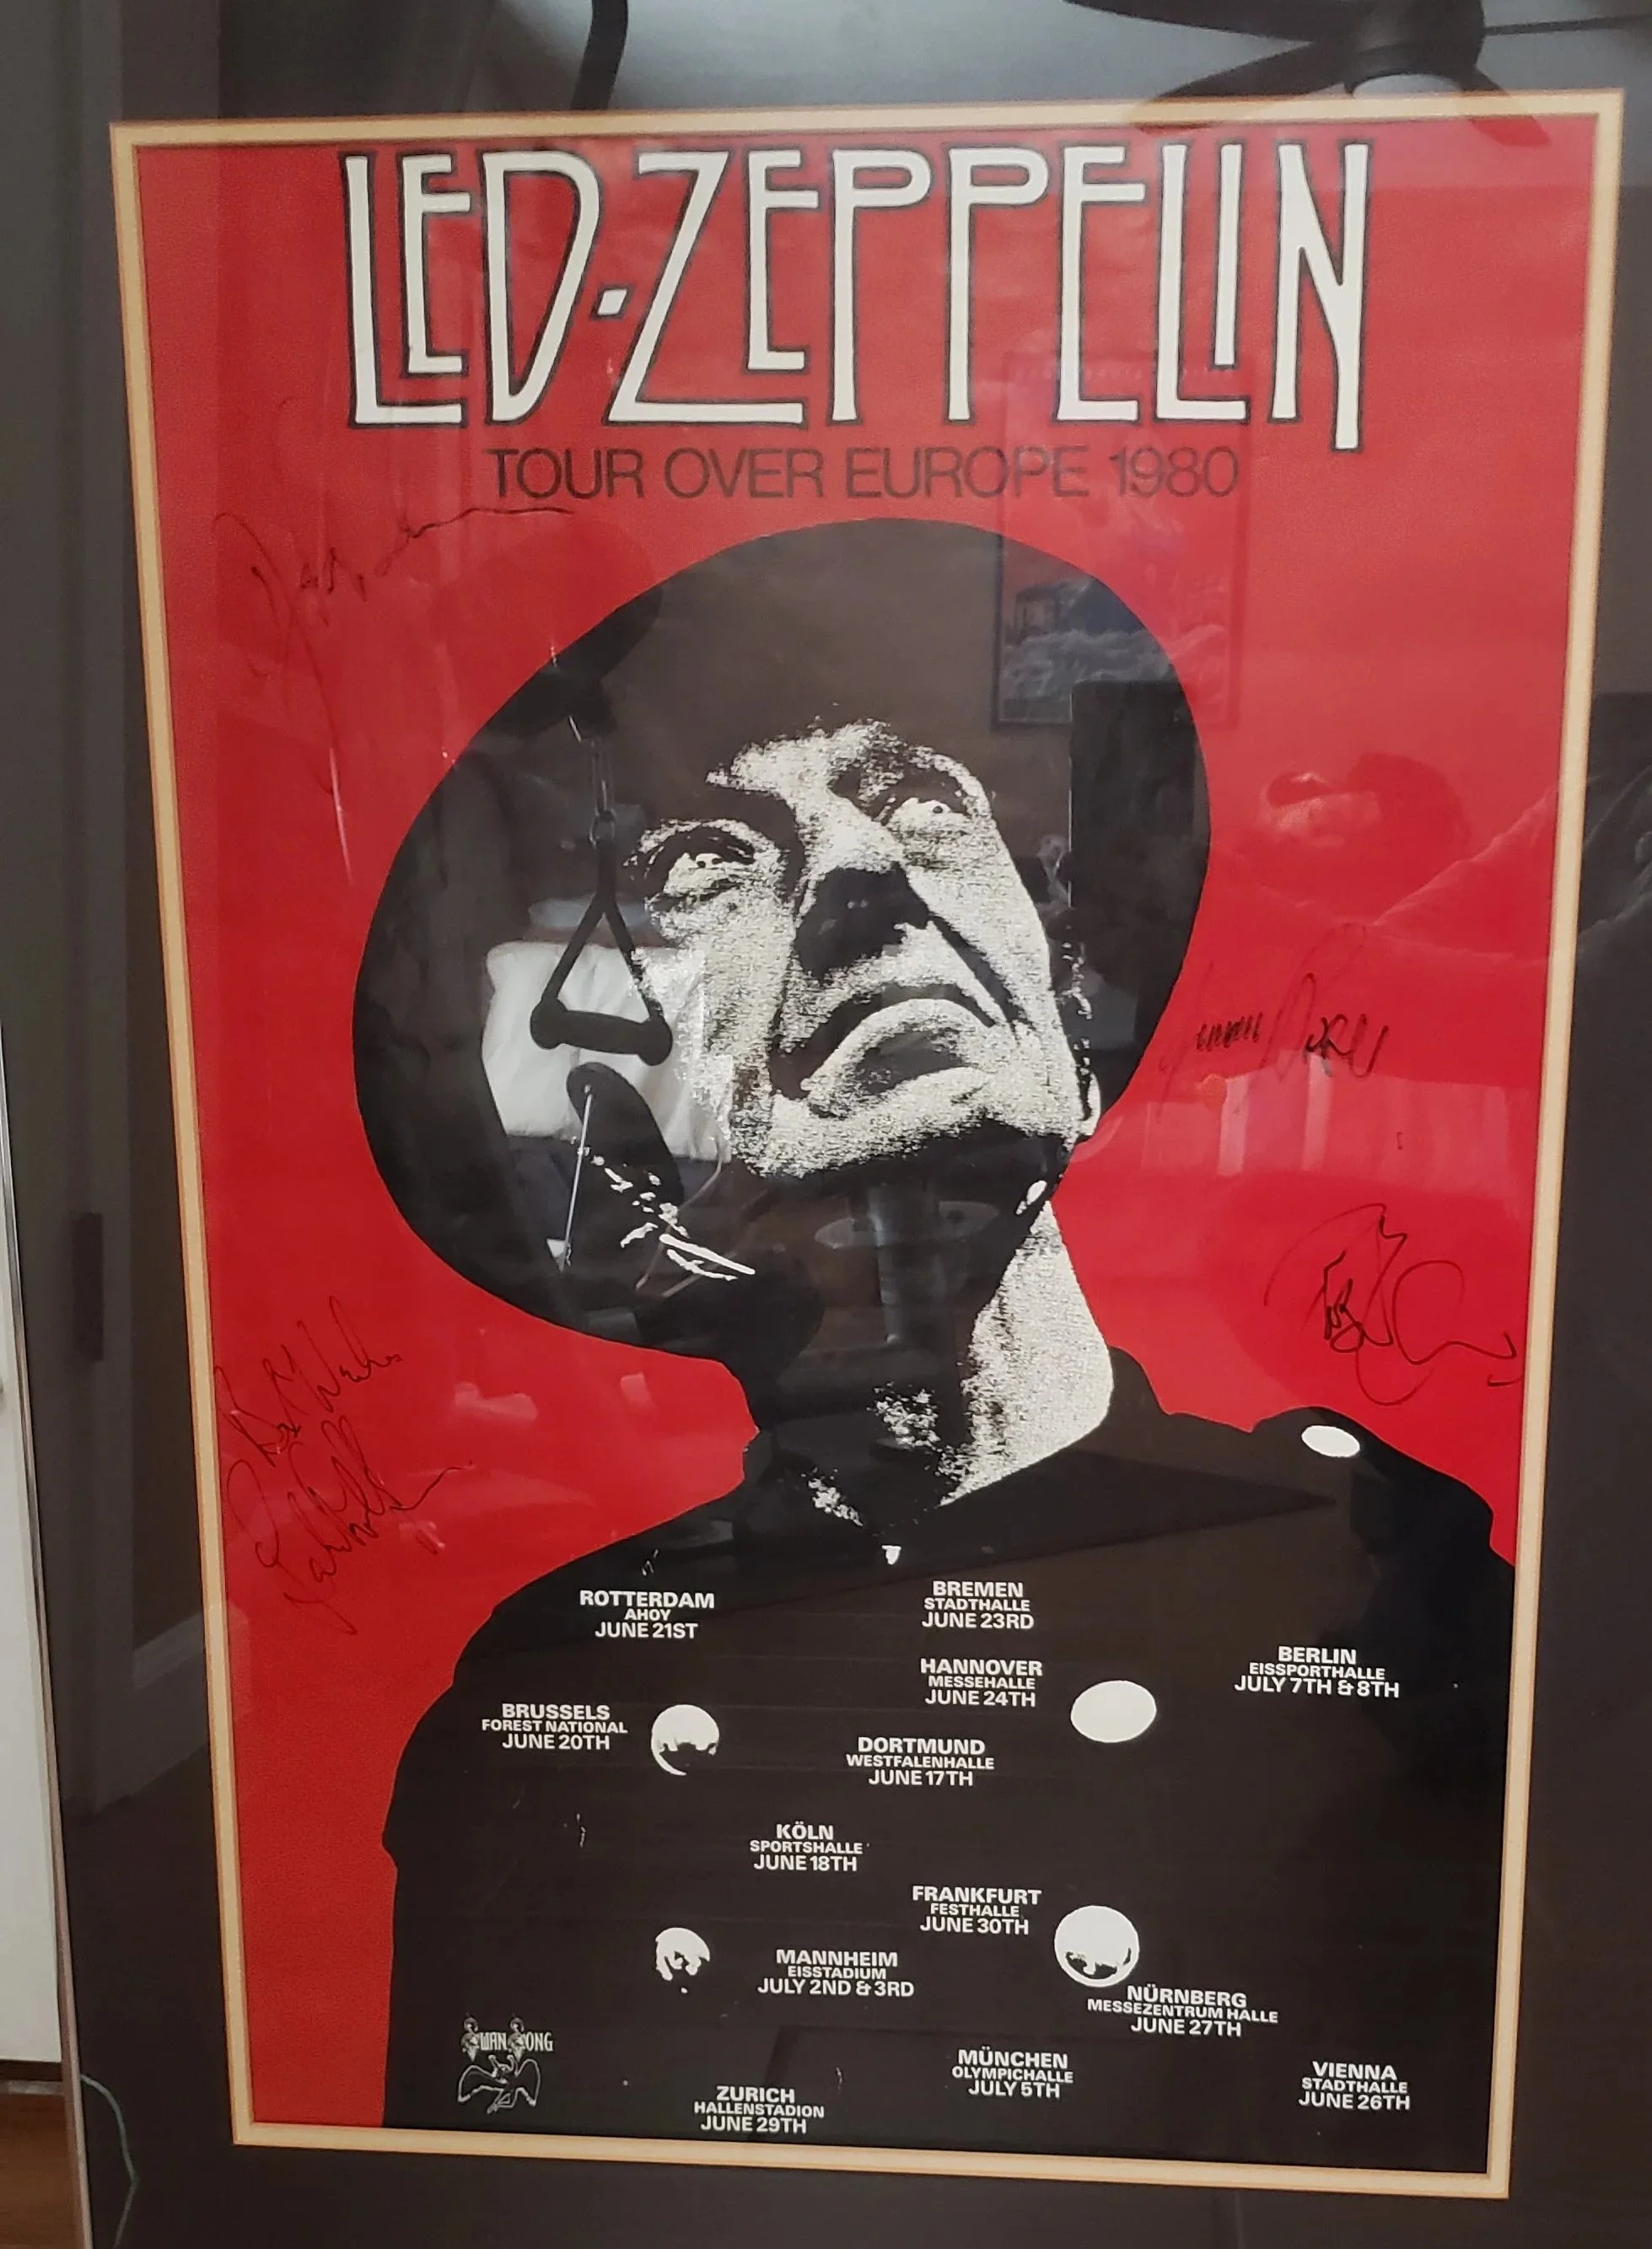 LED-ZEPPELIN
TOUR OVER EUROPE 1980
Best Wishes
ROTTERDAM
AHOY
JUNE 21ST
BREMEN
STADTHALLE
JUNE 23RD
BERLIN
EISSPORTHALLE
JULY 7TH & 8TH
HANNOVER
MESSEHALLE
JUNE 24TH
BRUSSELS
FOREST NATIONAL
JUNE 20TH
DORTMUND
WESTFALENHALLE
JUNE 17TH
KÖLN
SPORTSHALLE
JUNE 18TH
FRANKFURT
FESTHALLE
JUNE 30TH
MANNHEIM
EISSTADIUM
JULY 2ND & 3RD
NÜRNBERG
MESSEZENTRUM HALLE
JUNE 27TH
SWAN SONG
MÜNCHEN
OLYMPICHALLE
JULY 5TH
VIENNA
STADTHALLE
JUNE 26TH
ZURICH
HALLENSTADION
JUNE 29TH